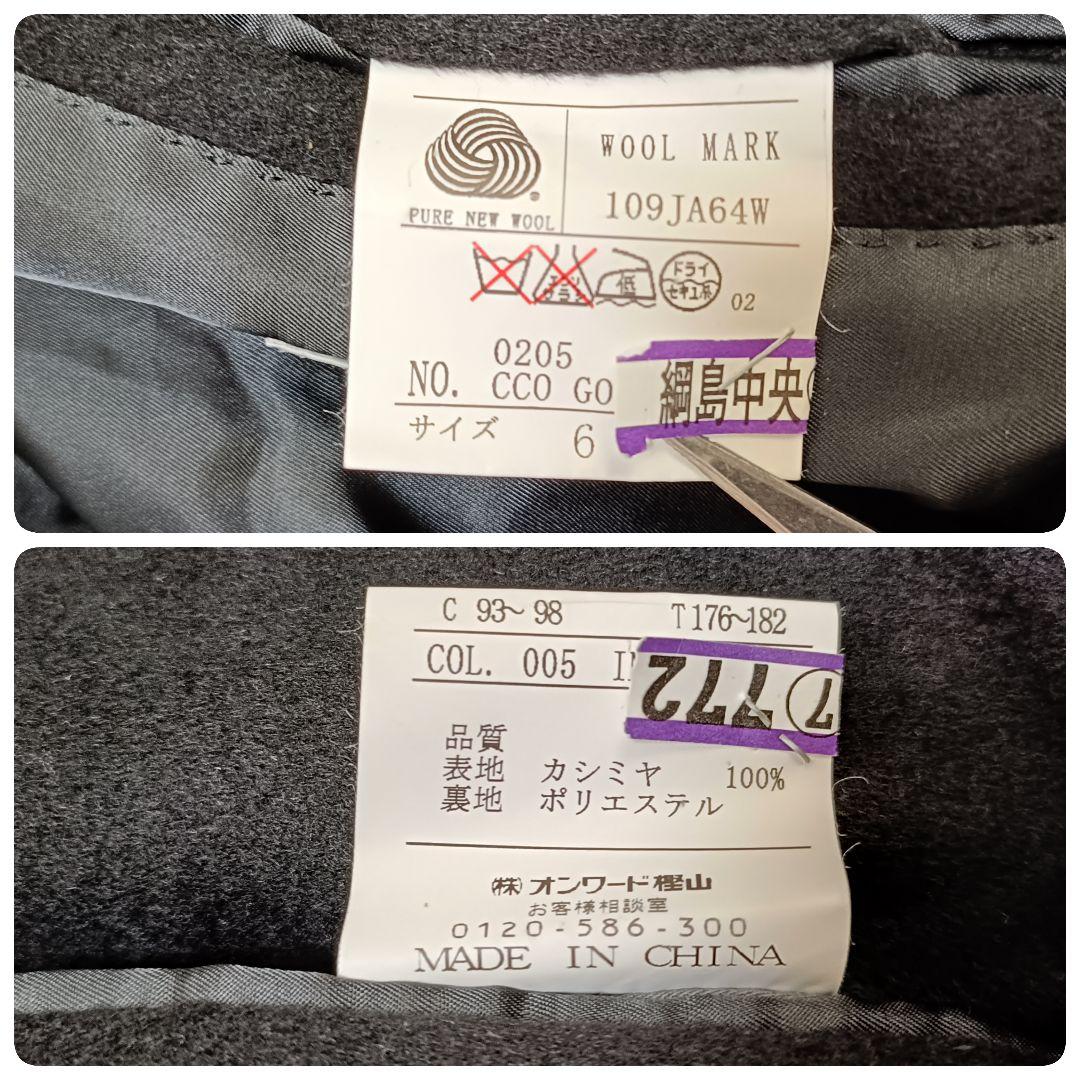 WOOL MARK
109JA64W
PURE NEW WOOL
低
ドライ
セキユ系
02
0205
NO. CCO GO
綱島中央
サイズ 6
C 93~98 T176~182
COL. 005
⑦772
品質
表地 カシミヤ 100%
裏地 ポリエステル
㈱オンワード樫山
お客様相談室
0120-586-300
MADE IN CHINA